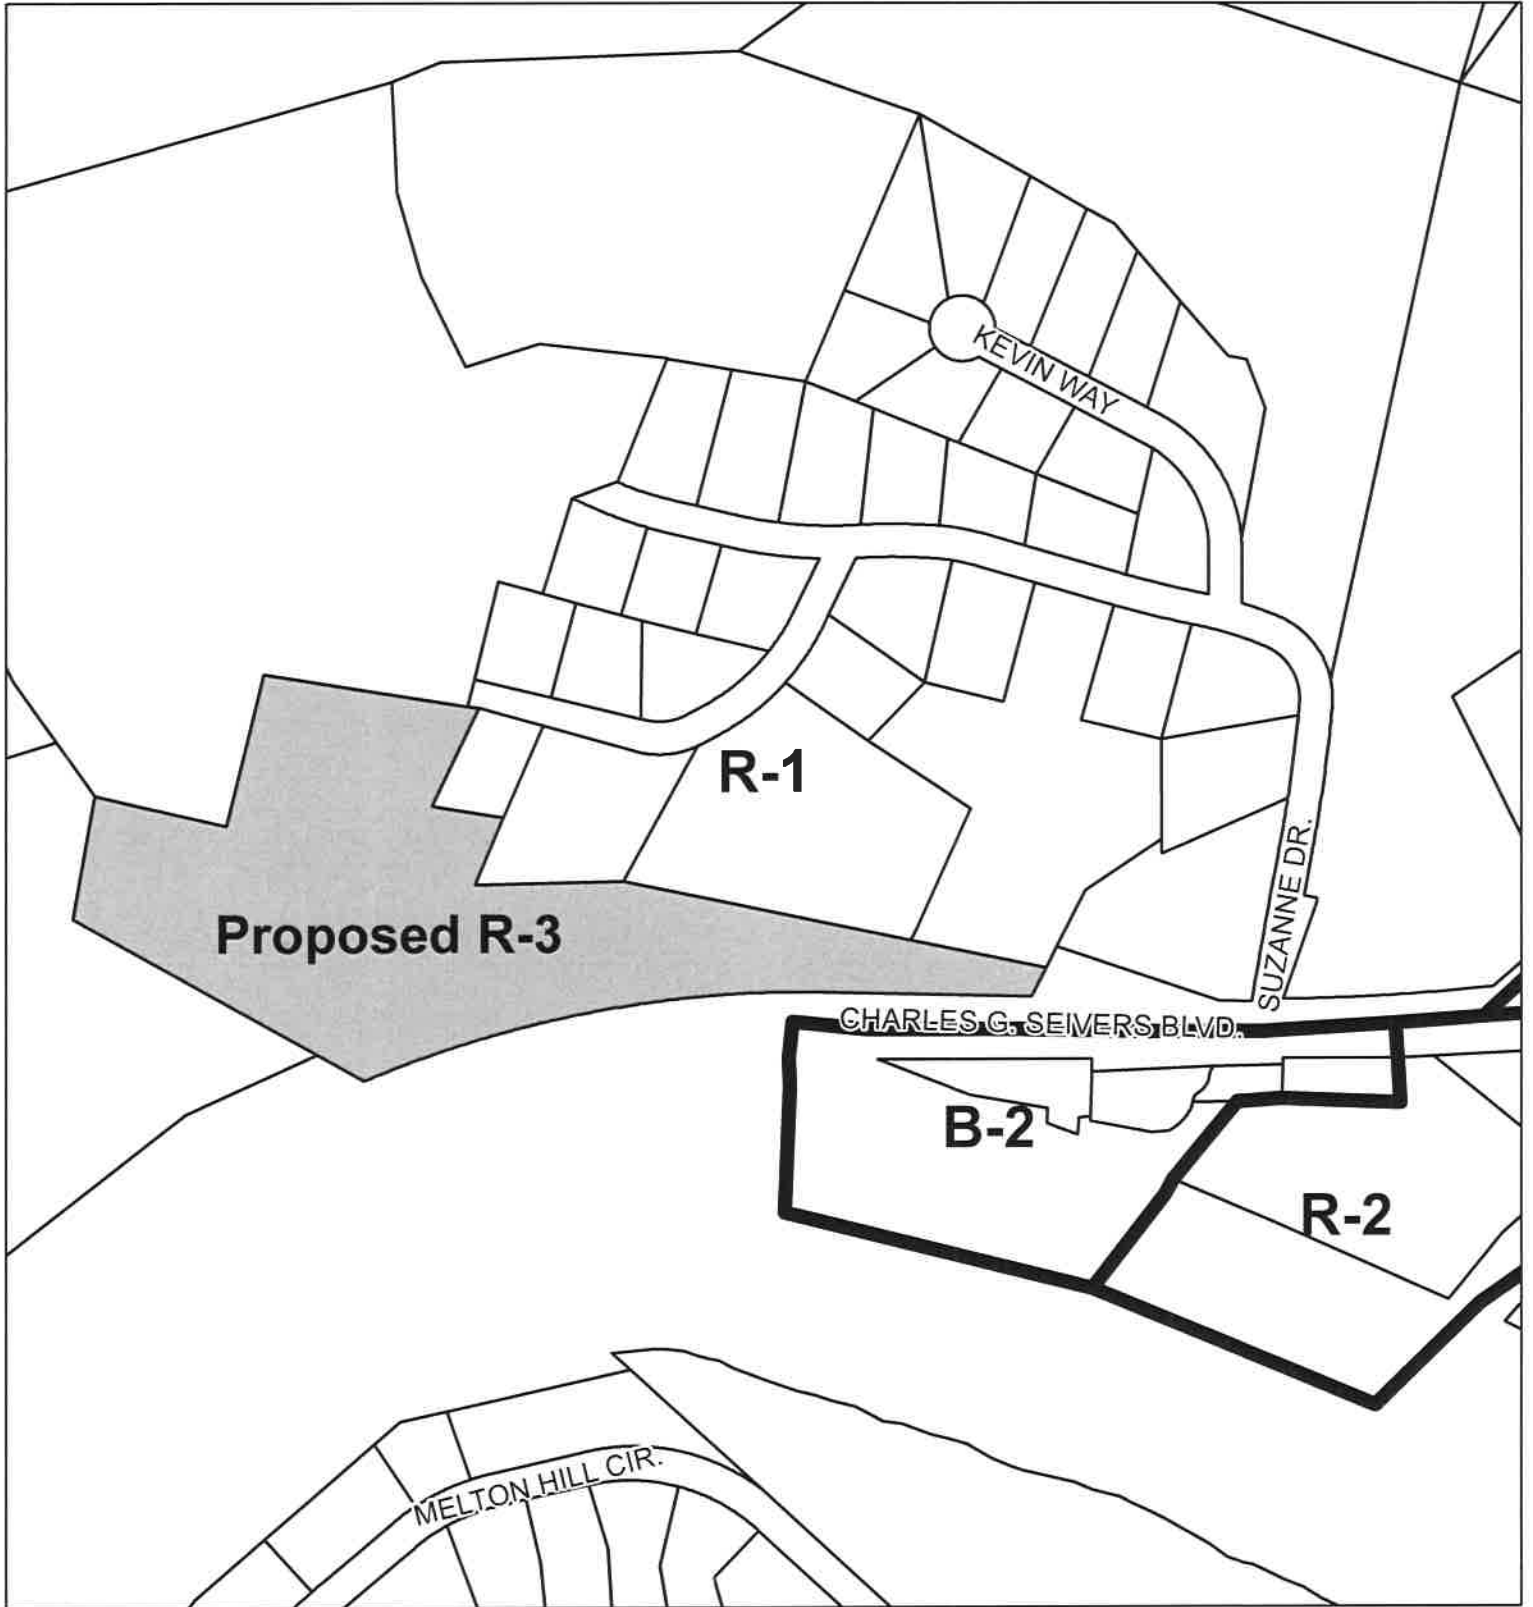 KEVIN WAY
R-1
SUZANNE DR.
Proposed R-3
CHARLES G. SEIVERS BLVD.
B-2
R-2
MELTON HILL CIR.